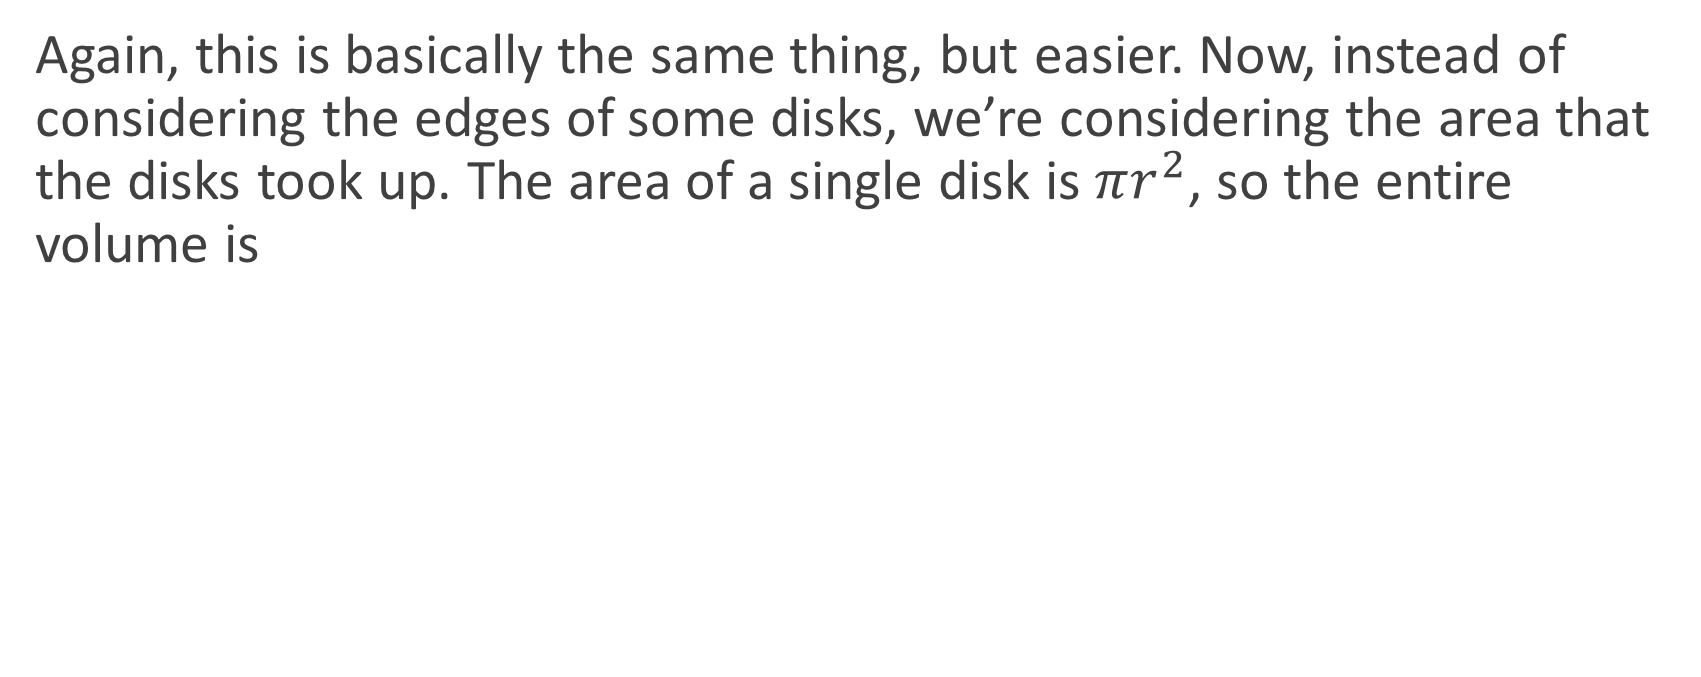 Again, this is basically the same thing, but easier. Now, instead of
considering the edges of some disks, we’re considering the area that
the disks took up. The area of a single disk is 𝜋𝑟², so the entire
volume is